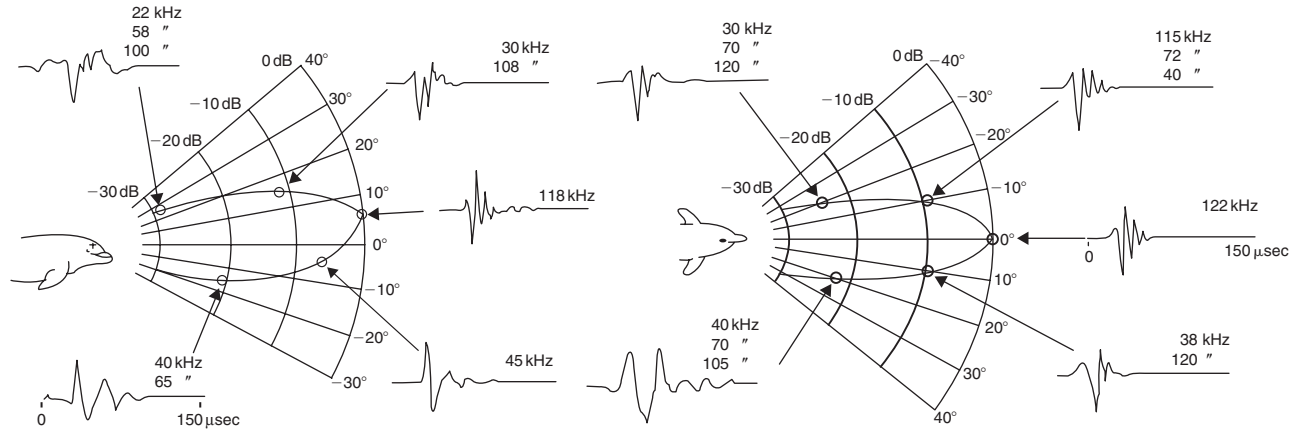 22 kHz
58 ″
100 ″
0 dB
40°
30 kHz
108 ″
−10 dB
30°
−20 dB
20°
−30 dB
10°
118 kHz
0°
−10°
−20°
−30°
40 kHz
65 ″
0
150 μsec
45 kHz
30 kHz
70 ″
120 ″
0 dB
−40°
115 kHz
72 ″
40 ″
−10 dB
−30°
−20 dB
−20°
−30 dB
−10°
122 kHz
0°
0
150 μsec
10°
20°
30°
40°
40 kHz
70 ″
105 ″
38 kHz
120 ″